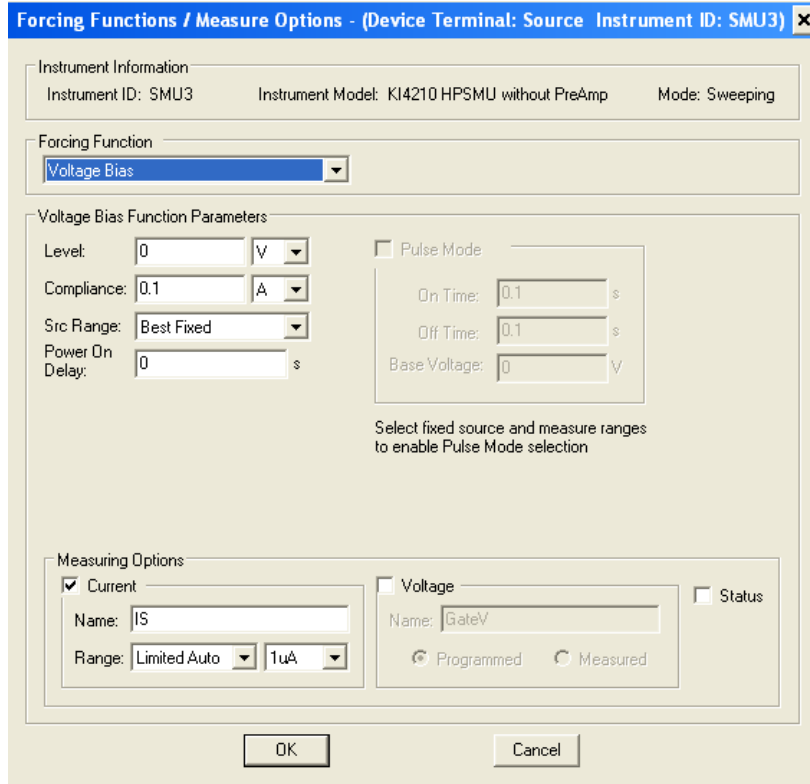 Forcing Functions / Measure Options - (Device Terminal: Source Instrument ID: SMU3)
Instrument Information
Instrument ID: SMU3 Instrument Model: KI4210 HPSMU without PreAmp Mode: Sweeping
Forcing Function
Voltage Bias
Voltage Bias Function Parameters
Level: 0 V
Compliance: 0.1 A
Src Range: Best Fixed
Power On
Delay: 0 s
Pulse Mode
On Time: 0.1 s
Off Time: 0.1 s
Base Voltage: 0 V
Select fixed source and measure ranges
to enable Pulse Mode selection
Measuring Options
Current
Name: IS
Range: Limited Auto 1uA
Voltage
Name: GateV
Programmed Measured
Status
OK Cancel